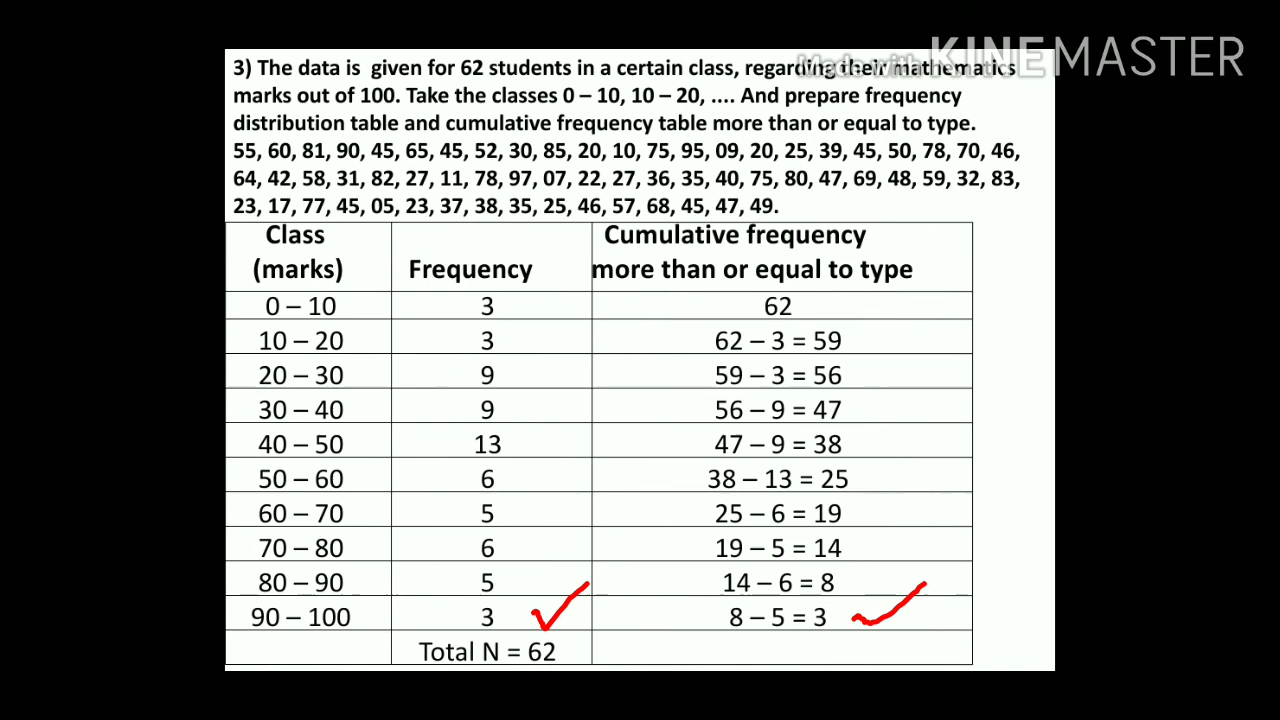 Made with KINEMASTER
3) The data is given for 62 students in a certain class, regarding their mathematics
marks out of 100. Take the classes 0 – 10, 10 – 20, .... And prepare frequency
distribution table and cumulative frequency table more than or equal to type.
55, 60, 81, 90, 45, 65, 45, 52, 30, 85, 20, 10, 75, 95, 09, 20, 25, 39, 45, 50, 78, 70, 46,
64, 42, 58, 31, 82, 27, 11, 78, 97, 07, 22, 27, 36, 35, 40, 75, 80, 47, 69, 48, 59, 32, 83,
23, 17, 77, 45, 05, 23, 37, 38, 35, 25, 46, 57, 68, 45, 47, 49.
Class (marks) Frequency Cumulative frequency more than or equal to type
0 – 10 3 62
10 – 20 3 62 – 3 = 59
20 – 30 9 59 – 3 = 56
30 – 40 9 56 – 9 = 47
40 – 50 13 47 – 9 = 38
50 – 60 6 38 – 13 = 25
60 – 70 5 25 – 6 = 19
70 – 80 6 19 – 5 = 14
80 – 90 5 14 – 6 = 8
90 – 100 3 8 – 5 = 3
Total N = 62